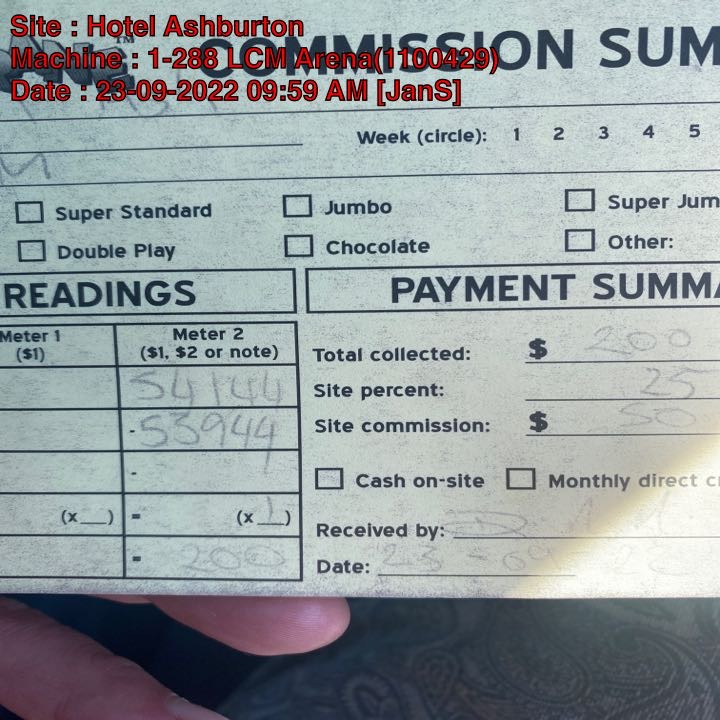 Site : Hotel Ashburton
Machine : 1-288 LCM Arena(1100429)
Date : 23-09-2022 09:59 AM [JanS]
COMMISSION SUM
Week (circle): 1 2 3 4 5
Super Standard Jumbo Super Jum
Double Play Chocolate Other:
READINGS PAYMENT SUMMA
Meter 1 Meter 2
($1) ($1, $2 or note)
Total collected: $ 200
54144
Site percent: 25
-53944
Site commission: $ 50
-
Cash on-site Monthly direct c
(x__) = (x 1)
Received by:
= 200
Date: 23-09